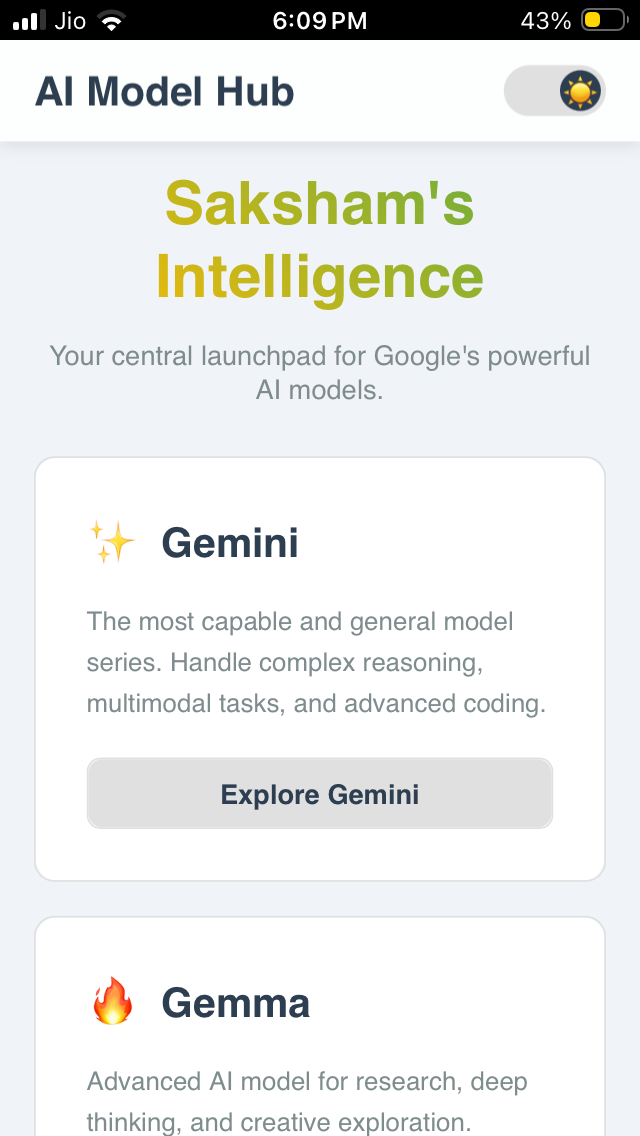 Jio 6:09 PM 43%
AI Model Hub
Saksham's
Intelligence
Your central launchpad for Google's powerful
AI models.
Gemini
The most capable and general model
series. Handle complex reasoning,
multimodal tasks, and advanced coding.
Explore Gemini
Gemma
Advanced AI model for research, deep
thinking, and creative exploration.